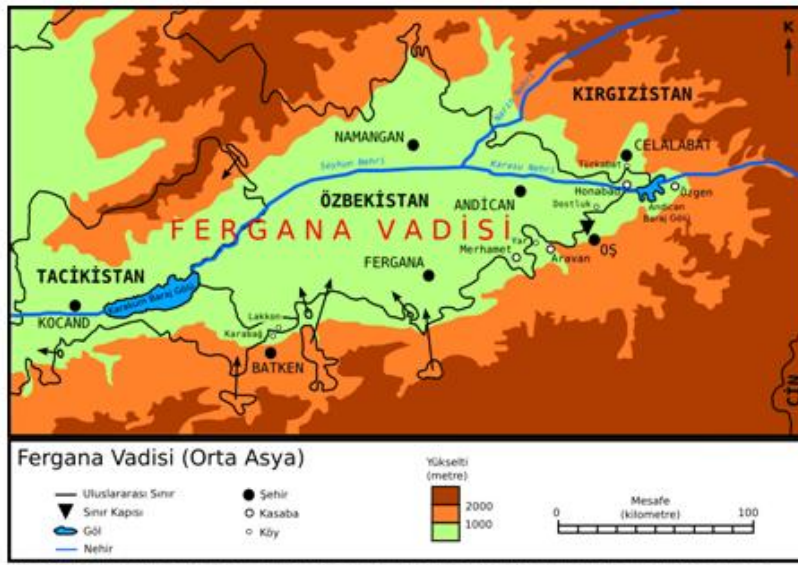 K
KIRGIZİSTAN
Narin Nehri
NAMANGAN
CELALABAT
Türkabat
Seyhun Nehri
Karasu Nehri
Honabad
Özgen
ÖZBEKİSTAN
ANDİCAN
Dostluk
Andican
Baraj Gölü
FERGANA VADİSİ
Yar
OŞ
Merhamet
Aravan
TACİKİSTAN
FERGANA
Karakum Baraj Gölü
KOCAND
Lakkon
Karabağ
BATKEN
ÇİN
Fergana Vadisi (Orta Asya)
Uluslararası Sınır
Sınır Kapısı
Göl
Nehir
Şehir
Kasaba
Köy
Yükselti
(metre)
2000
1000
Mesafe
(kilometre)
0
100